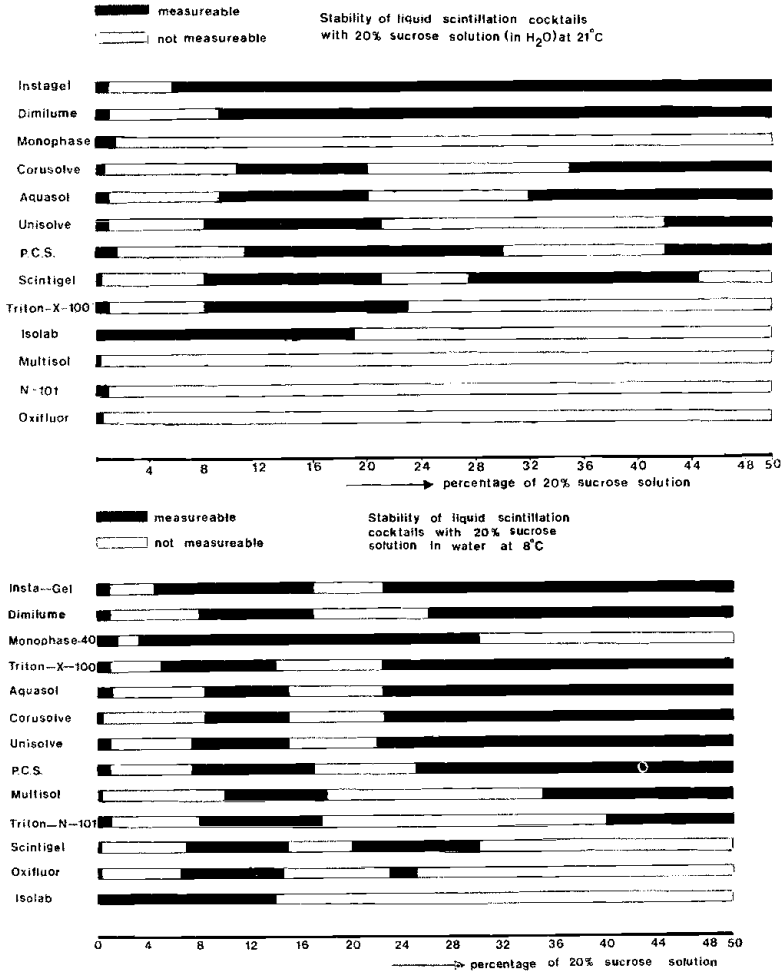 measureable
not measureable
Stability of liquid scintillation cocktails
with 20% sucrose solution (in H2O) at 21°C
Instagel
Dimilume
Monophase
Corusolve
Aquasol
Unisolve
P.C.S.
Scintigel
Triton-X-100
Isolab
Multisol
N-101
Oxifluor
4 8 12 16 20 24 28 32 36 40 44 48 50
percentage of 20% sucrose solution
measureable
not measureable
Stability of liquid scintillation
cocktails with 20% sucrose
solution in water at 8°C
Insta-Gel
Dimilume
Monophase-40
Triton-X-100
Aquasol
Corusolve
Unisolve
P.C.S.
Multisol
Triton-N-101
Scintigel
Oxifluor
Isolab
0 4 8 12 16 20 24 28 32 36 40 44 48 50
percentage of 20% sucrose solution